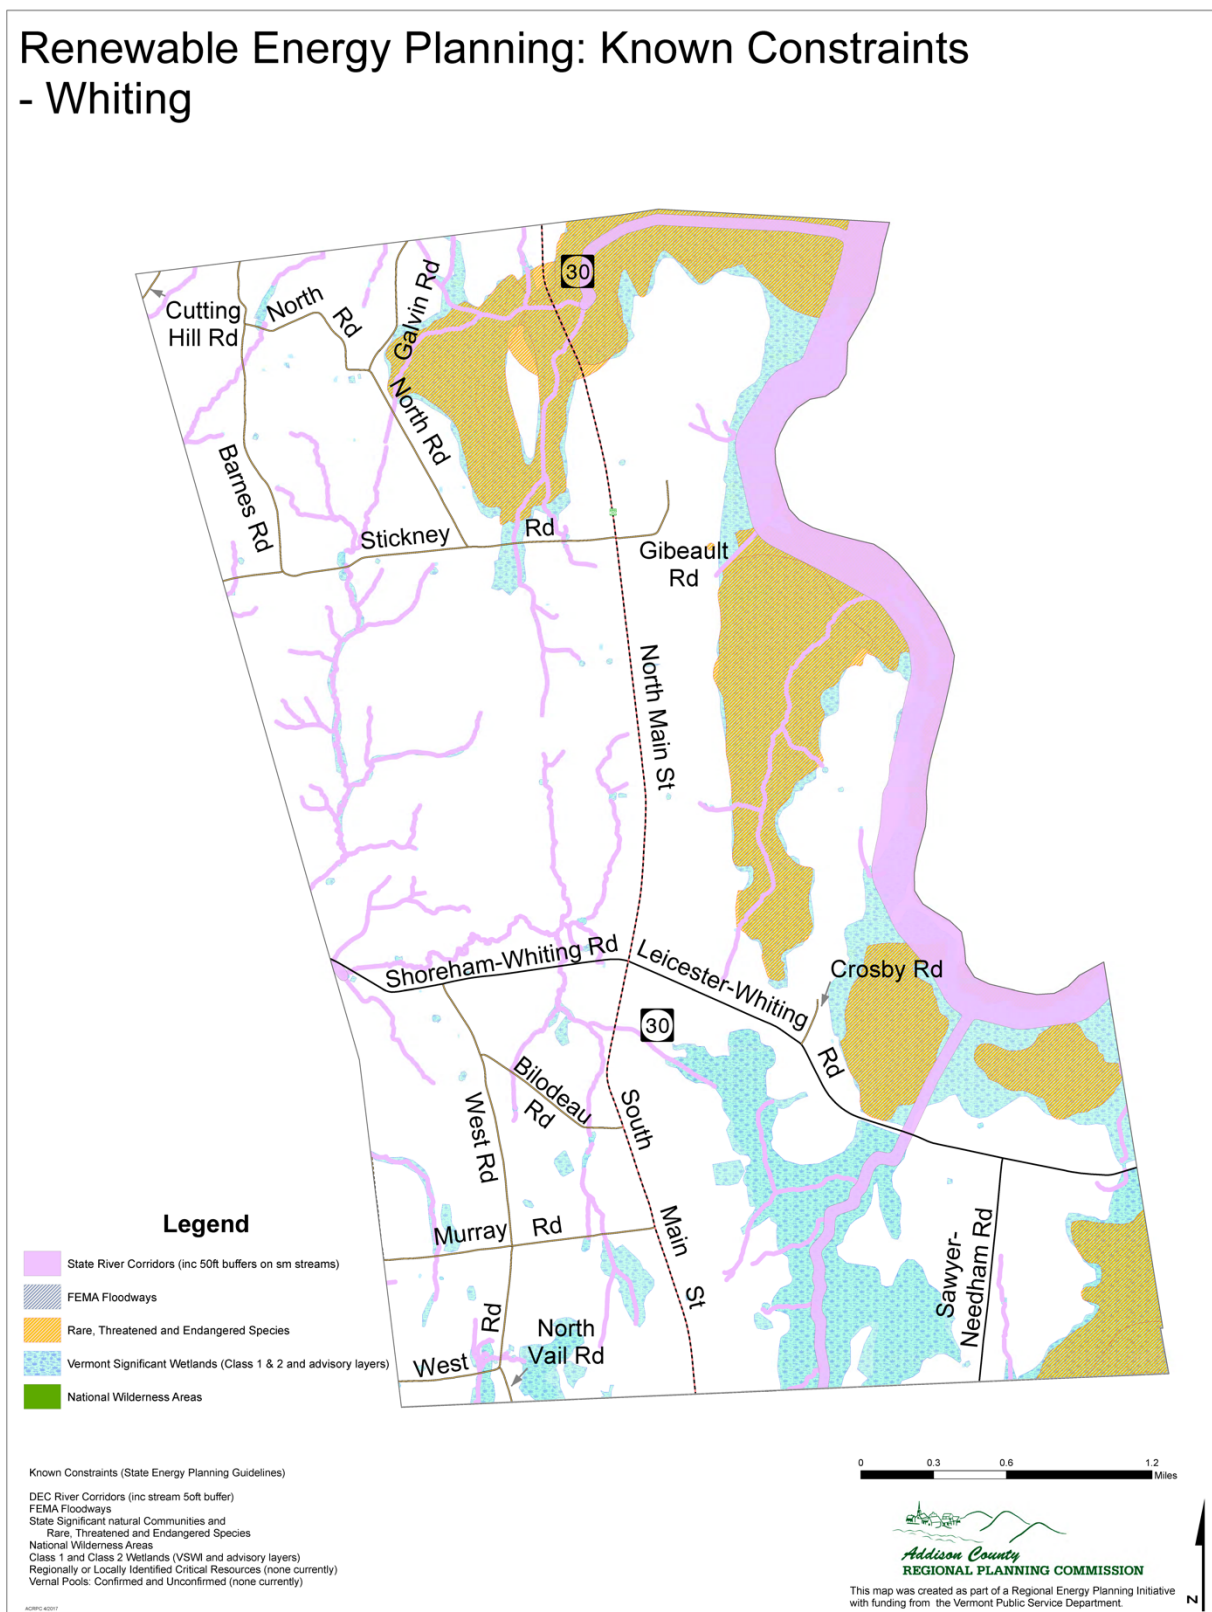 Renewable Energy Planning: Known Constraints
- Whiting
30
Cutting
Hill Rd
North
Rd
Galvin Rd
North Rd
Barnes Rd
Stickney
Rd
Gibeault
Rd
North Main St
Shoreham-Whiting Rd
Leicester-Whiting
Rd
Crosby Rd
30
Bilodeau
Rd
South
Main
St
West Rd
Murray
Rd
Sawyer-
Needham Rd
Rd
West
North
Vail Rd
Legend
State River Corridors (inc 50ft buffers on sm streams)
FEMA Floodways
Rare, Threatened and Endangered Species
Vermont Significant Wetlands (Class 1 & 2 and advisory layers)
National Wilderness Areas
Known Constraints (State Energy Planning Guidelines)
DEC River Corridors (inc stream 5oft buffer)
FEMA Floodways
State Significant natural Communities and
Rare, Threatened and Endangered Species
National Wilderness Areas
Class 1 and Class 2 Wetlands (VSWI and advisory layers)
Regionally or Locally Identified Critical Resources (none currently)
Vernal Pools: Confirmed and Unconfirmed (none currently)
ACRPC 4/2017
0 0.3 0.6 1.2
Miles
Addison County
REGIONAL PLANNING COMMISSION
This map was created as part of a Regional Energy Planning Initiative
with funding from the Vermont Public Service Department.
N